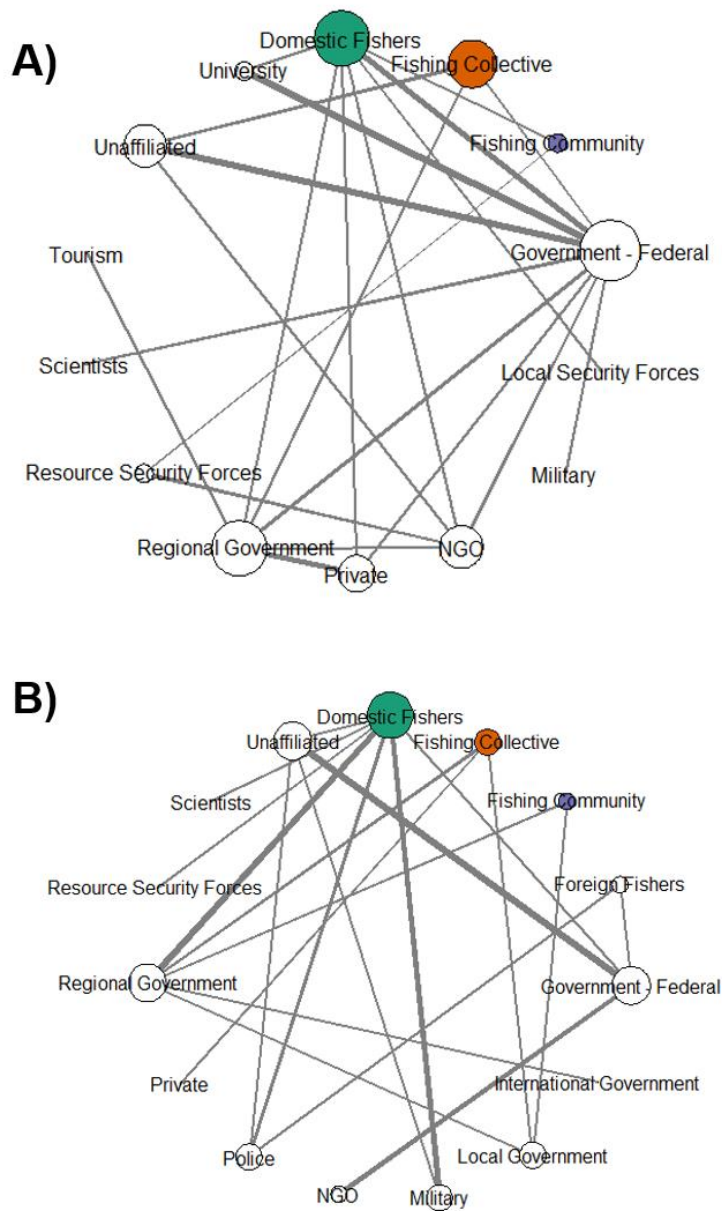 A)
Domestic Fishers
Fishing Collective
University
Unaffiliated
Fishing Community
Tourism
Government - Federal
Scientists
Local Security Forces
Resource Security Forces
Military
Regional Government
NGO
Private
B)
Domestic Fishers
Unaffiliated
Fishing Collective
Scientists
Fishing Community
Resource Security Forces
Foreign Fishers
Regional Government
Government - Federal
Private
International Government
Police
Local Government
NGO
Military